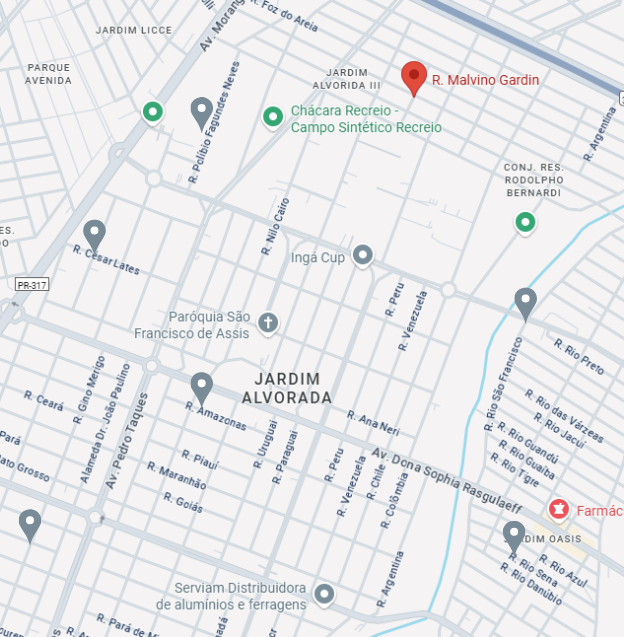 JARDIM LICCE
R. Foz do Areia
Av. Morang
PARQUE
AVENIDA
JARDIM
ALVORIDA III
R. Malvino Gardin
R. Políbio Fagundes Neves
Chácara Recreio -
Campo Sintético Recreio
R. Argentina
CONJ. RES.
RODOLPHO
BERNARDI
ES.
R. Nilo Cairo
R. César Lates
Ingá Cup
PR-317
R. Peru
R. Venezuela
Paróquia São
Francisco de Assis
R. Rio Preto
R. Rio São Francisco
JARDIM
ALVORADA
R. Gino Merigo
Alameda Dr. João Paulino
R. Ceará
R. Amazonas
R. Ana Neri
R. Rio das Várzeas
R. Rio Jacuí
R. Rio Guandú
R. Rio Guaíba
R. Rio Tigre
Pará
Av. Pedro Taques
R. Uruguai
R. Paraguai
Av. Dona Sophia Rasgulaeff
ato Grosso
R. Piauí
R. Maranhão
R. Goiás
R. Peru
R. Venezuela
R. Chile
R. Colômbia
Farmác
JARDIM OASIS
R. Rio Sena
R. Rio Azul
R. Rio Danúbio
R. Argentina
Serviam Distribuidora
de alumínios e ferragens
R. Pará de Mi